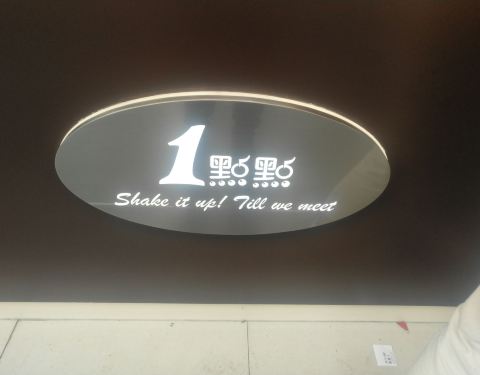 1點點
Shake it up! Till we meet